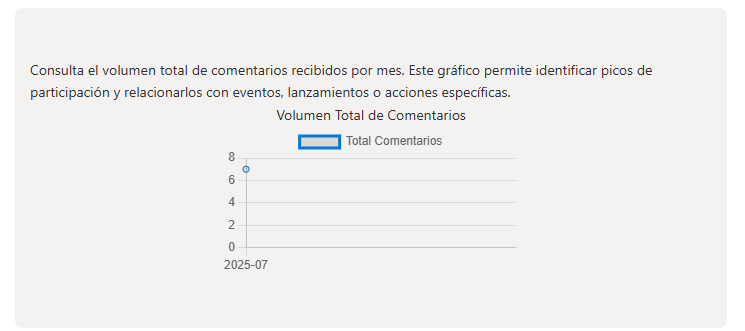 Consulta el volumen total de comentarios recibidos por mes. Este gráfico permite identificar picos de
participación y relacionarlos con eventos, lanzamientos o acciones específicas.
Volumen Total de Comentarios
Total Comentarios
8
6
4
2
0
2025-07